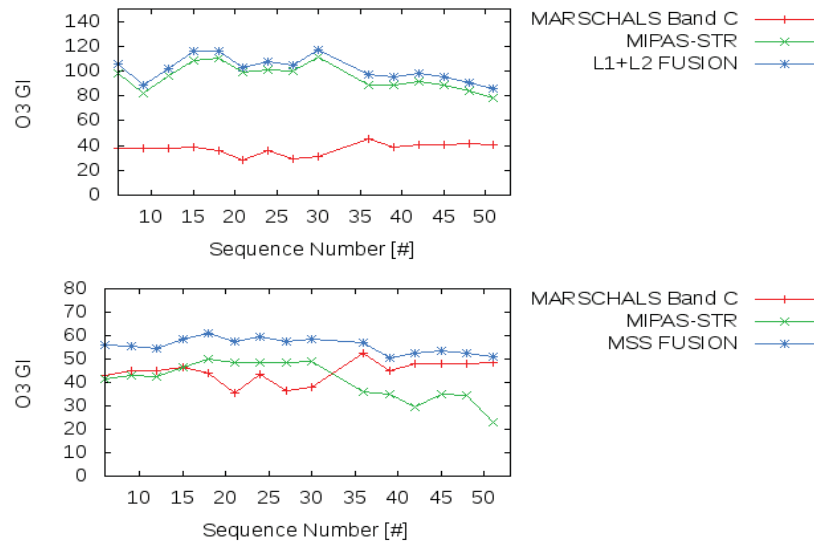 140
120
100
80
60
40
20
0
O3 GI
10 15 20 25 30 35 40 45 50
Sequence Number [#]
MARSCHALS Band C
MIPAS-STR
L1+L2 FUSION
80
70
60
50
40
30
20
10
0
O3 GI
10 15 20 25 30 35 40 45 50
Sequence Number [#]
MARSCHALS Band C
MIPAS-STR
MSS FUSION